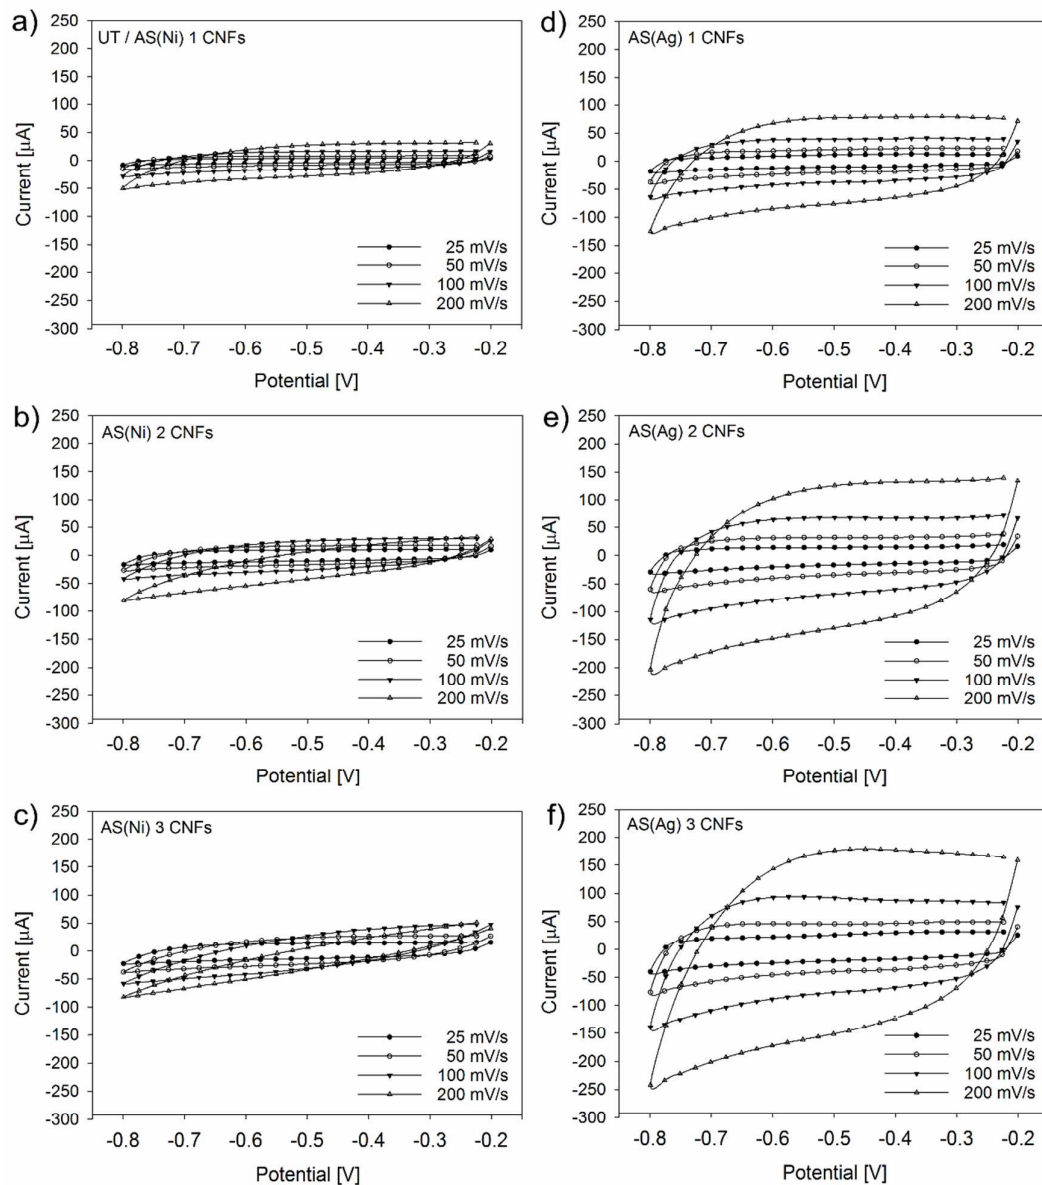 a)
UT / AS(Ni) 1 CNFs
250
200
150
100
50
0
-50
-100
-150
-200
-250
-300
Current [µA]
25 mV/s
50 mV/s
100 mV/s
200 mV/s
-0.8 -0.7 -0.6 -0.5 -0.4 -0.3 -0.2
Potential [V]
d)
AS(Ag) 1 CNFs
250
200
150
100
50
0
-50
-100
-150
-200
-250
-300
Current [µA]
25 mV/s
50 mV/s
100 mV/s
200 mV/s
-0.8 -0.7 -0.6 -0.5 -0.4 -0.3 -0.2
Potential [V]
b)
AS(Ni) 2 CNFs
250
200
150
100
50
0
-50
-100
-150
-200
-250
-300
Current [µA]
25 mV/s
50 mV/s
100 mV/s
200 mV/s
-0.8 -0.7 -0.6 -0.5 -0.4 -0.3 -0.2
Potential [V]
e)
AS(Ag) 2 CNFs
250
200
150
100
50
0
-50
-100
-150
-200
-250
-300
Current [µA]
25 mV/s
50 mV/s
100 mV/s
200 mV/s
-0.8 -0.7 -0.6 -0.5 -0.4 -0.3 -0.2
Potential [V]
c)
AS(Ni) 3 CNFs
250
200
150
100
50
0
-50
-100
-150
-200
-250
-300
Current [µA]
25 mV/s
50 mV/s
100 mV/s
200 mV/s
-0.8 -0.7 -0.6 -0.5 -0.4 -0.3 -0.2
Potential [V]
f)
AS(Ag) 3 CNFs
250
200
150
100
50
0
-50
-100
-150
-200
-250
-300
Current [µA]
25 mV/s
50 mV/s
100 mV/s
200 mV/s
-0.8 -0.7 -0.6 -0.5 -0.4 -0.3 -0.2
Potential [V]